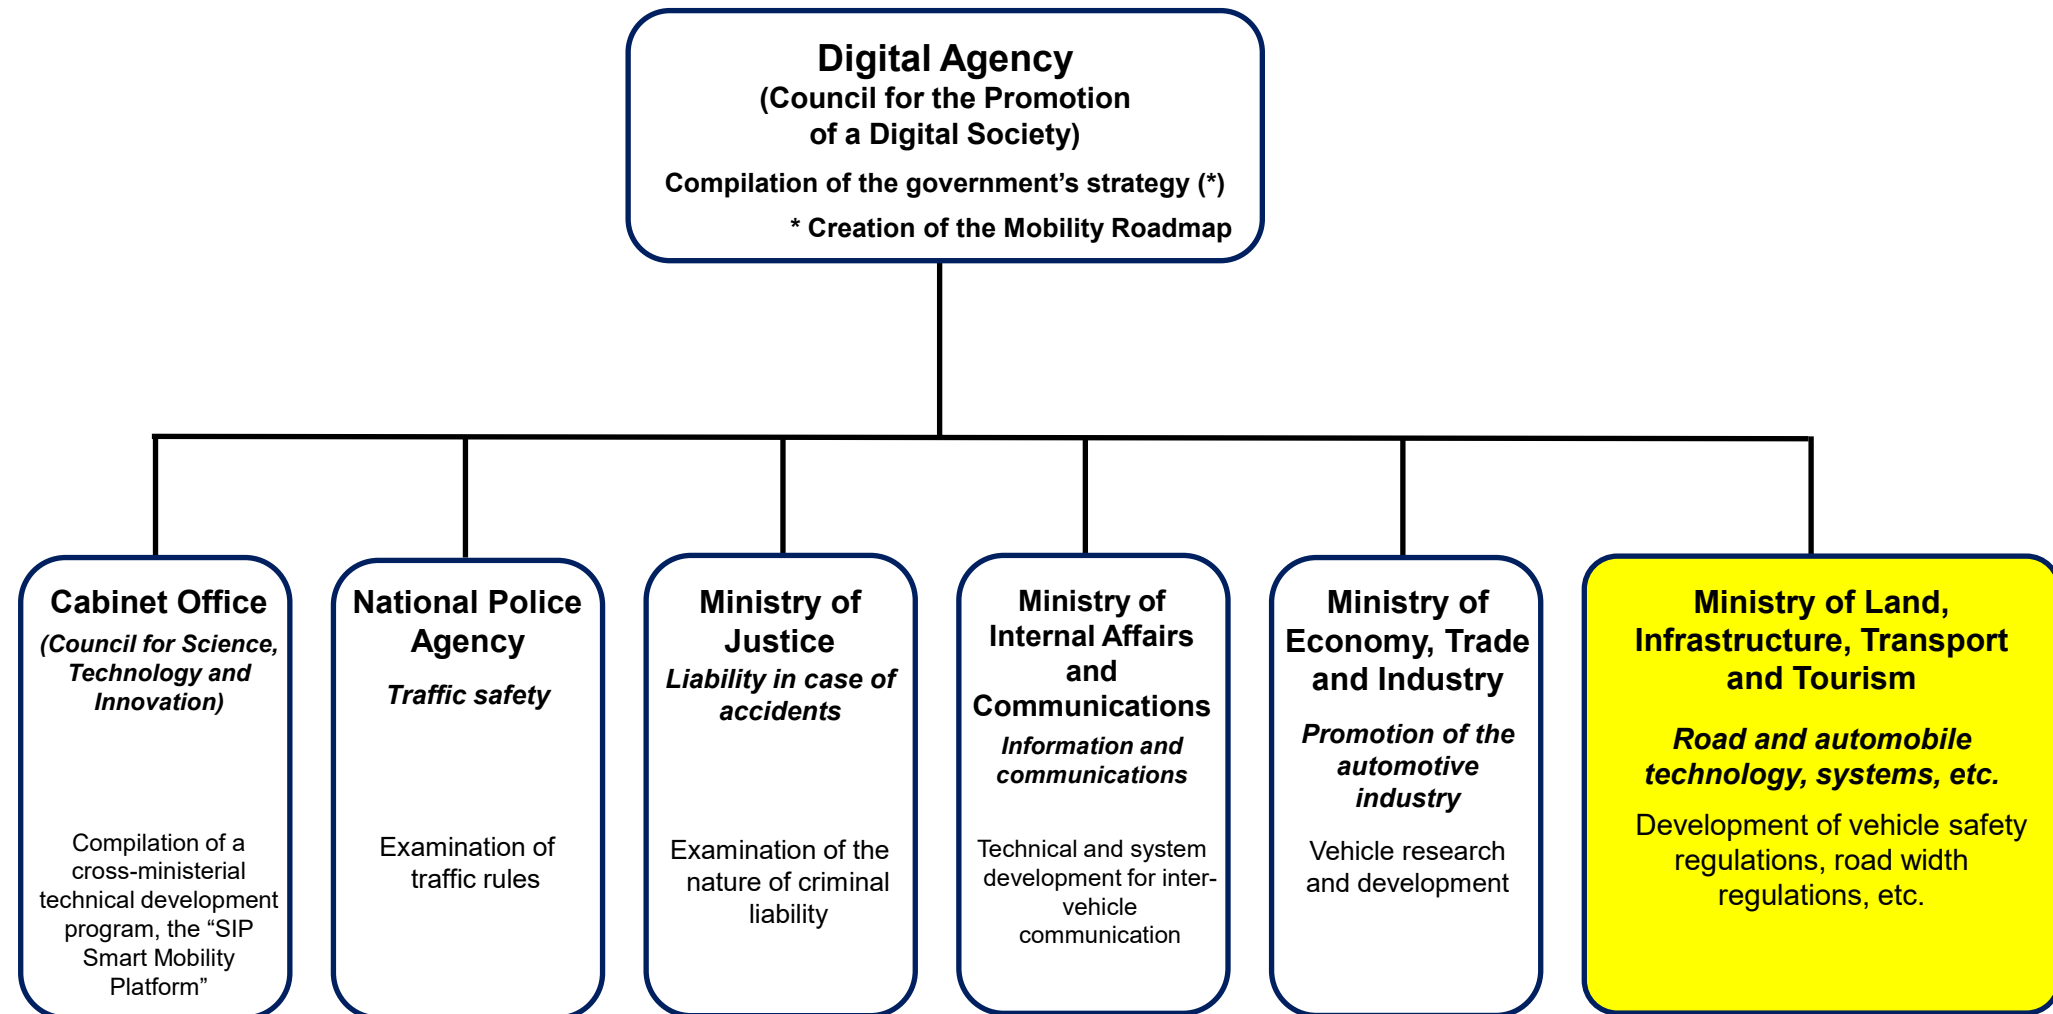 Digital Agency
(Council for the Promotion
of a Digital Society)
Compilation of the government’s strategy (*)
* Creation of the Mobility Roadmap
Cabinet Office
(Council for Science,
Technology and
Innovation)
Compilation of a
cross-ministerial
technical development
program, the “SIP
Smart Mobility
Platform”
National Police
Agency
Traffic safety
Examination of
traffic rules
Ministry of
Justice
Liability in case of
accidents
Examination of the
nature of criminal
liability
Ministry of
Internal Affairs
and
Communications
Information and
communications
Technical and system
development for inter-
vehicle
communication
Ministry of
Economy, Trade
and Industry
Promotion of the
automotive
industry
Vehicle research
and development
Ministry of Land,
Infrastructure, Transport
and Tourism
Road and automobile
technology, systems, etc.
Development of vehicle safety
regulations, road width
regulations, etc.